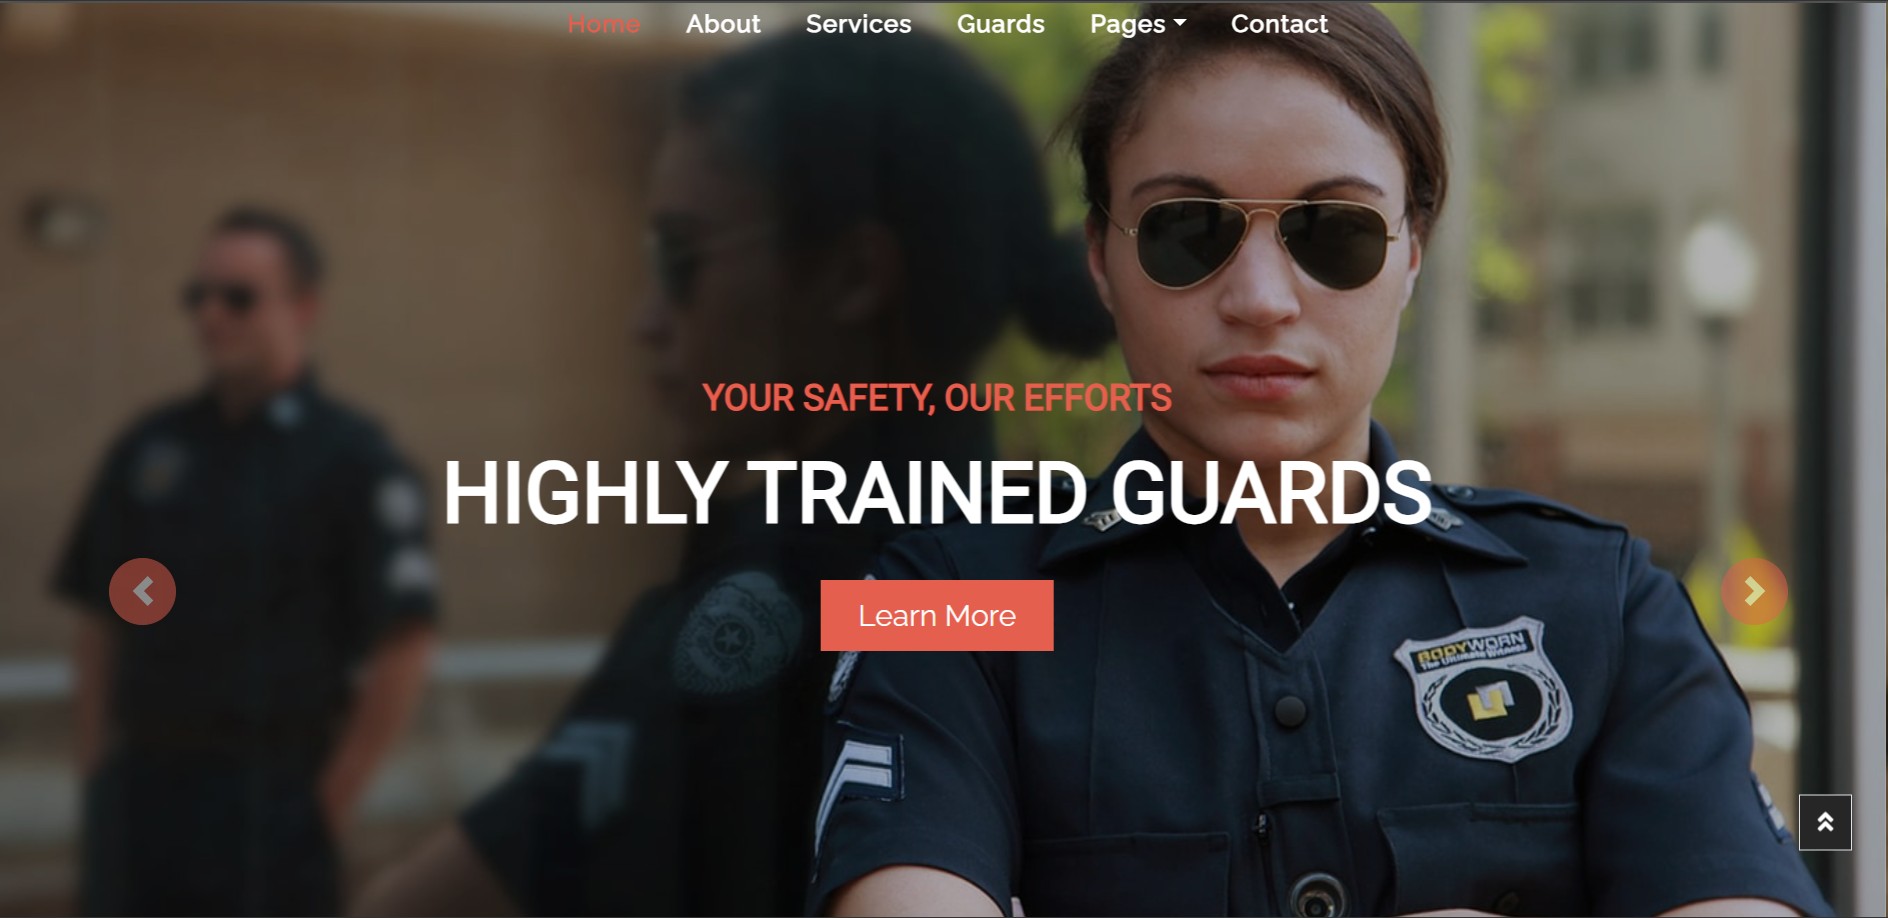 Home About Services Guards Pages Contact
YOUR SAFETY, OUR EFFORTS
HIGHLY TRAINED GUARDS
Learn More
BODYWORN
The Ultimate Witness